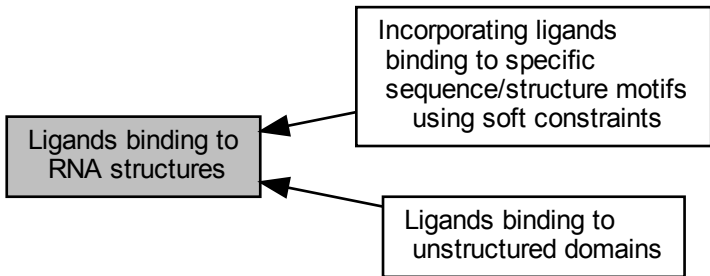 Ligands binding to
RNA structures
Incorporating ligands
binding to specific
sequence/structure motifs
using soft constraints
Ligands binding to
unstructured domains